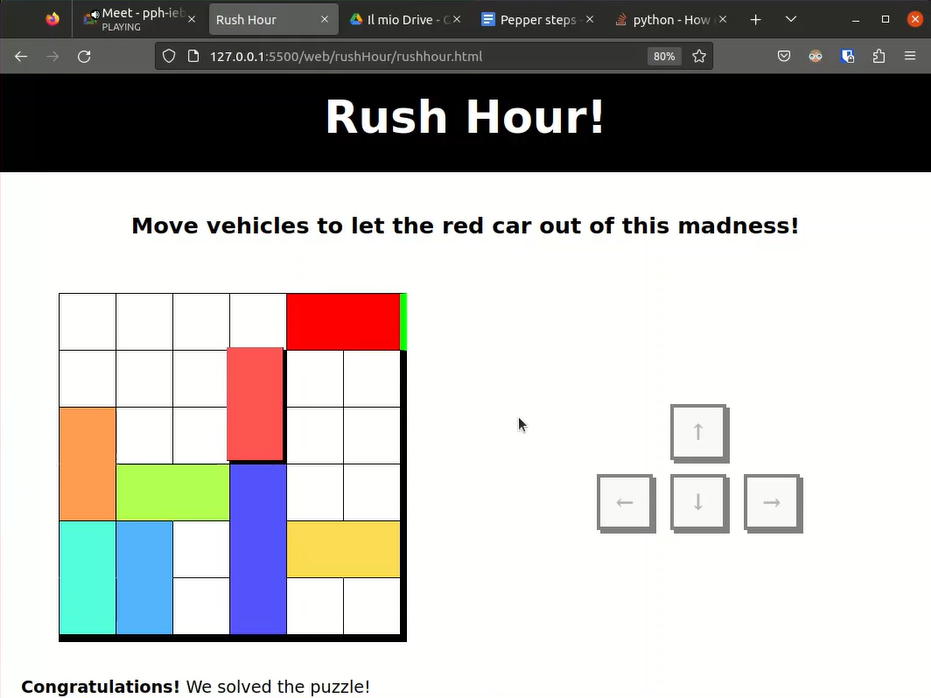 Meet - pph-ieb
PLAYING
Rush Hour
Il mio Drive - G
Pepper steps -
python - How
127.0.0.1:5500/web/rushHour/rushhour.html
80%
Rush Hour!
Move vehicles to let the red car out of this madness!
↑
← ↓ →
Congratulations! We solved the puzzle!